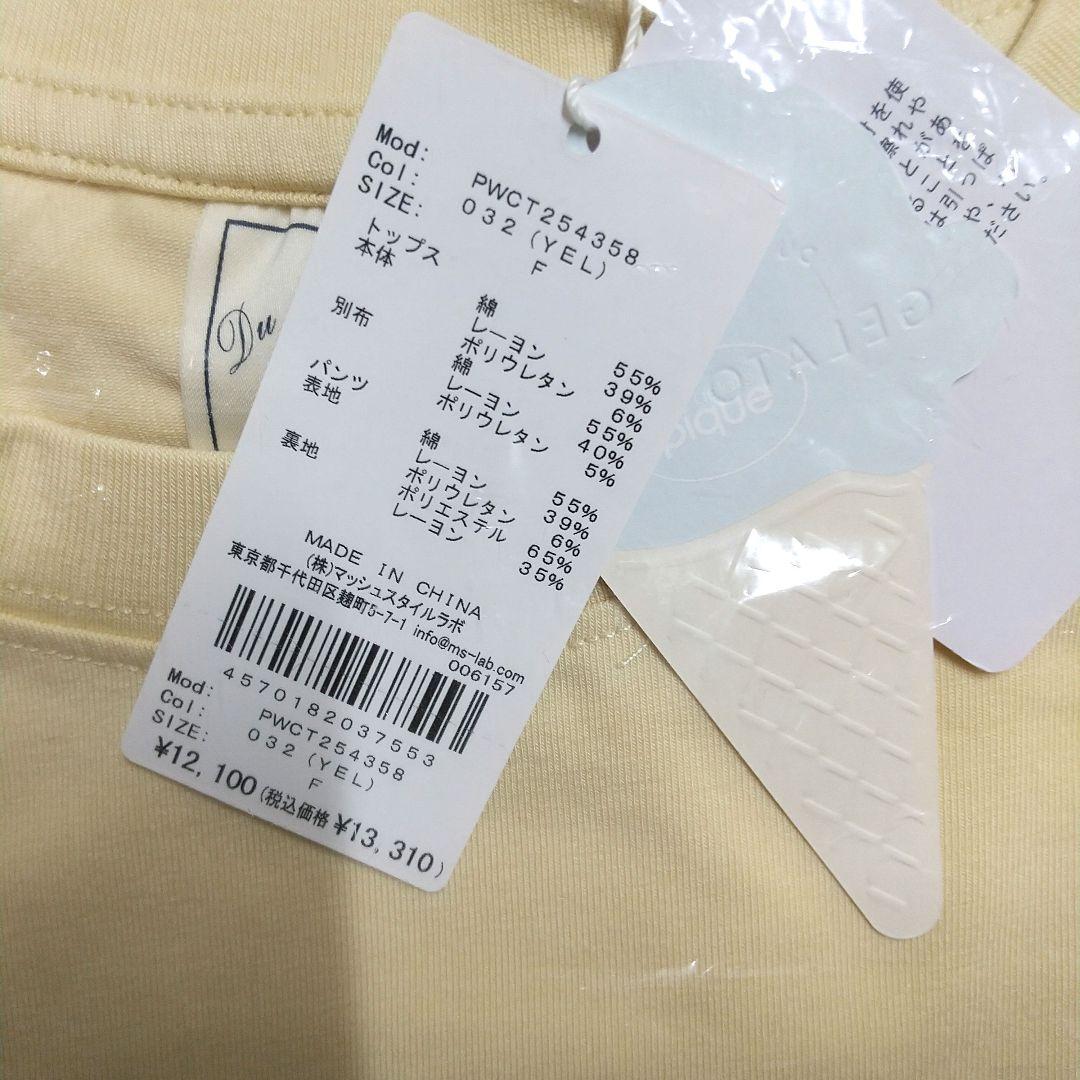 Mod: PWCT254358
Col: 032 (YEL)
SIZE: F
トップス
本体 綿 55%
レーヨン 39%
ポリウレタン 6%
別布 綿 55%
レーヨン 40%
ポリウレタン 5%
パンツ
表地 綿 55%
レーヨン 39%
ポリウレタン 6%
裏地 ポリエステル 65%
レーヨン 35%
MADE IN CHINA
(株)マッシュスタイルラボ
東京都千代田区麹町5-7-1 info@ms-lab.com
006157
4570182037553
Mod: PWCT254358
Col: 032 (YEL)
SIZE: F
¥12,100(税込価格 ¥13,310)
Du
GELATO
pique